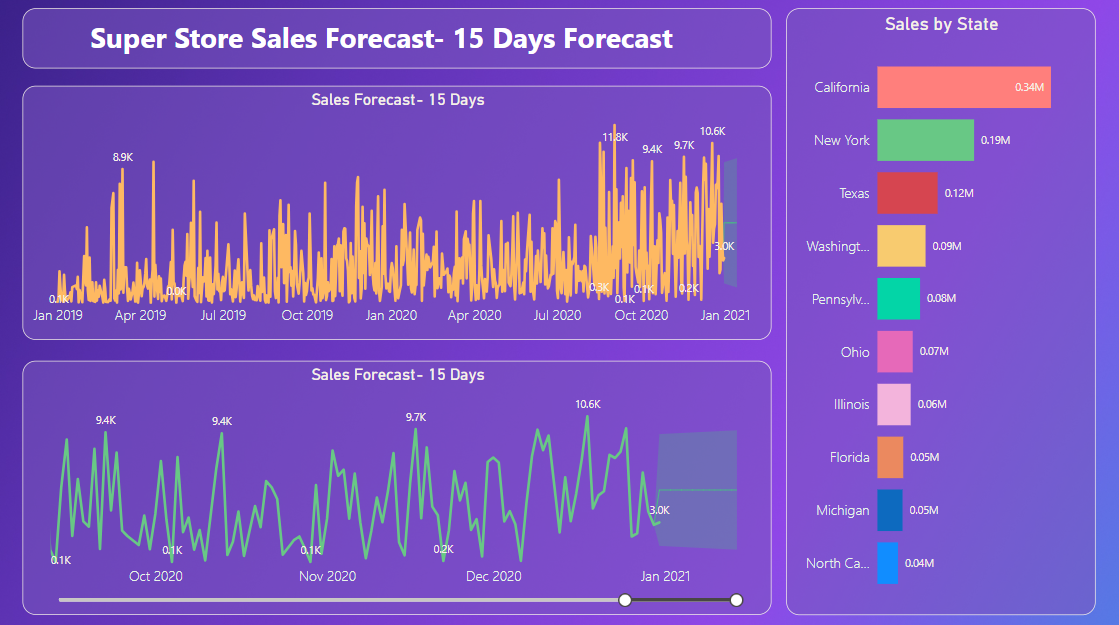 Super Store Sales Forecast- 15 Days Forecast
Sales Forecast- 15 Days
11.8K
10.6K
8.9K
9.4K
9.7K
3.0K
0.1K
0.0K
0.3K
0.1K
0.1K
0.2K
Jan 2019 Apr 2019 Jul 2019 Oct 2019 Jan 2020 Apr 2020 Jul 2020 Oct 2020 Jan 2021
Sales Forecast- 15 Days
9.4K
9.4K
9.7K
10.6K
3.0K
0.1K
0.1K
0.1K
0.2K
Oct 2020 Nov 2020 Dec 2020 Jan 2021
Sales by State
California 0.34M
New York 0.19M
Texas 0.12M
Washingt... 0.09M
Pennsylv... 0.08M
Ohio 0.07M
Illinois 0.06M
Florida 0.05M
Michigan 0.05M
North Ca... 0.04M